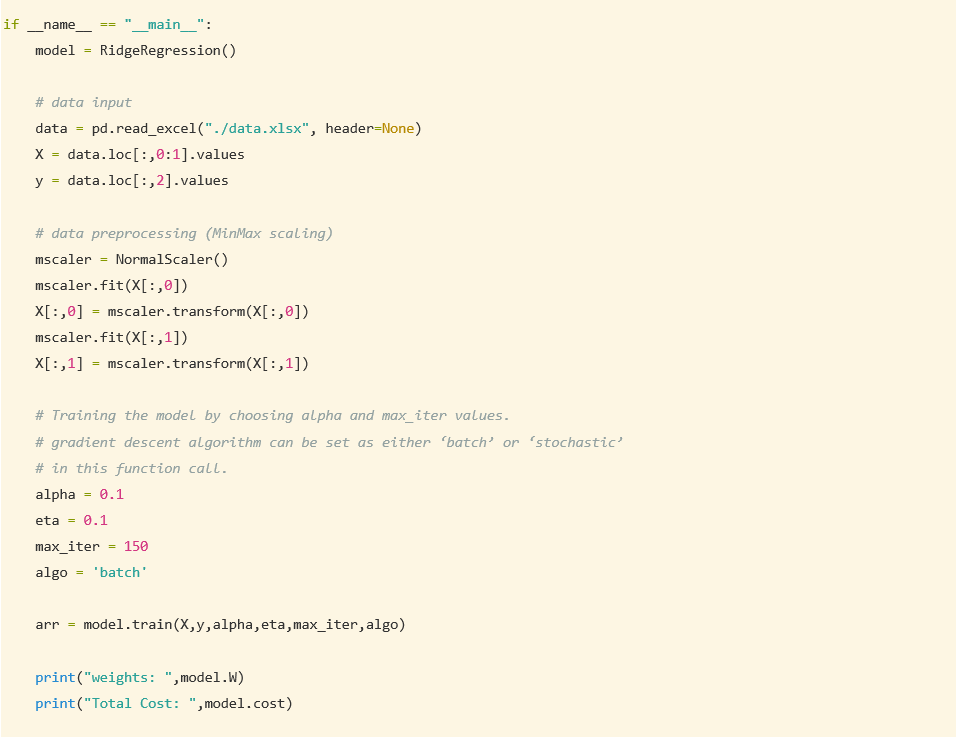 if __name__ == "__main__":
    model = RidgeRegression()

    # data input
    data = pd.read_excel("./data.xlsx", header=None)
    X = data.loc[:,0:1].values
    y = data.loc[:,2].values

    # data preprocessing (MinMax scaling)
    mscaler = NormalScaler()
    mscaler.fit(X[:,0])
    X[:,0] = mscaler.transform(X[:,0])
    mscaler.fit(X[:,1])
    X[:,1] = mscaler.transform(X[:,1])

    # Training the model by choosing alpha and max_iter values.
    # gradient descent algorithm can be set as either ‘batch’ or ‘stochastic’
    # in this function call.
    alpha = 0.1
    eta = 0.1
    max_iter = 150
    algo = 'batch'

    arr = model.train(X,y,alpha,eta,max_iter,algo)

    print("weights: ",model.W)
    print("Total Cost: ",model.cost)